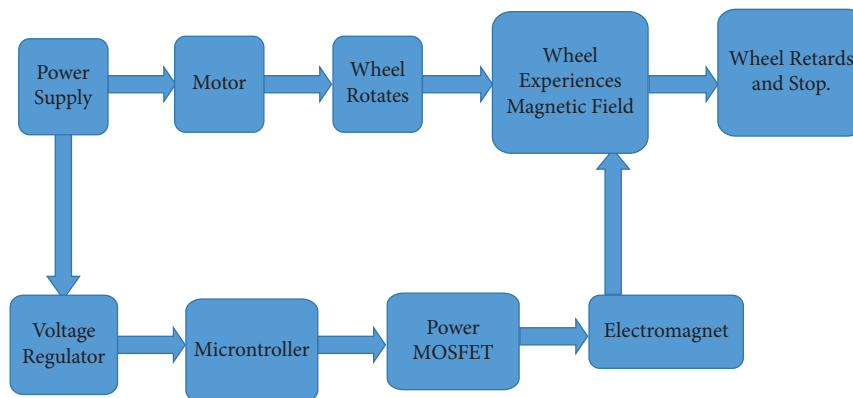 Power
Supply
Motor
Wheel
Rotates
Wheel
Experiences
Magnetic Field
Wheel Retards
and Stop.
Voltage
Regulator
Microntroller
Power
MOSFET
Electromagnet